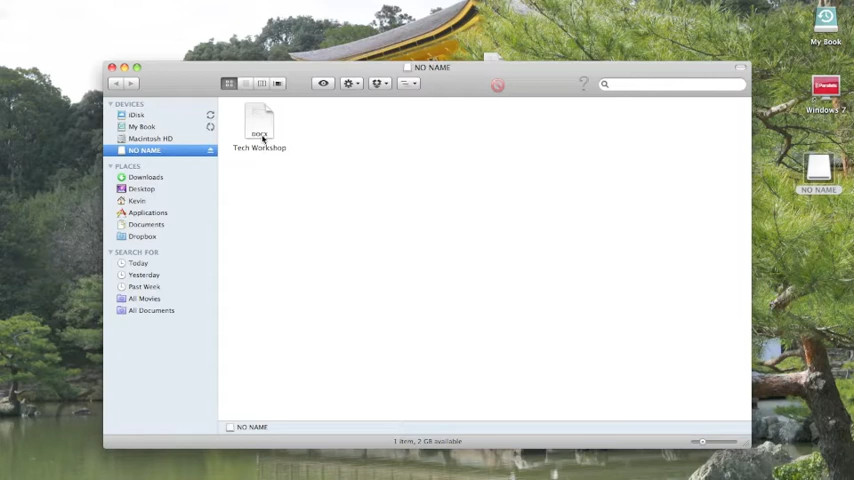 NO NAME
DEVICES
iDisk
My Book
Macintosh HD
NO NAME
PLACES
Downloads
Desktop
Kevin
Applications
Documents
Dropbox
SEARCH FOR
Today
Yesterday
Past Week
All Movies
All Documents
DOCX
Tech Workshop
NO NAME
1 item, 2 GB available
My Book
Parallels
Windows 7
NO NAME